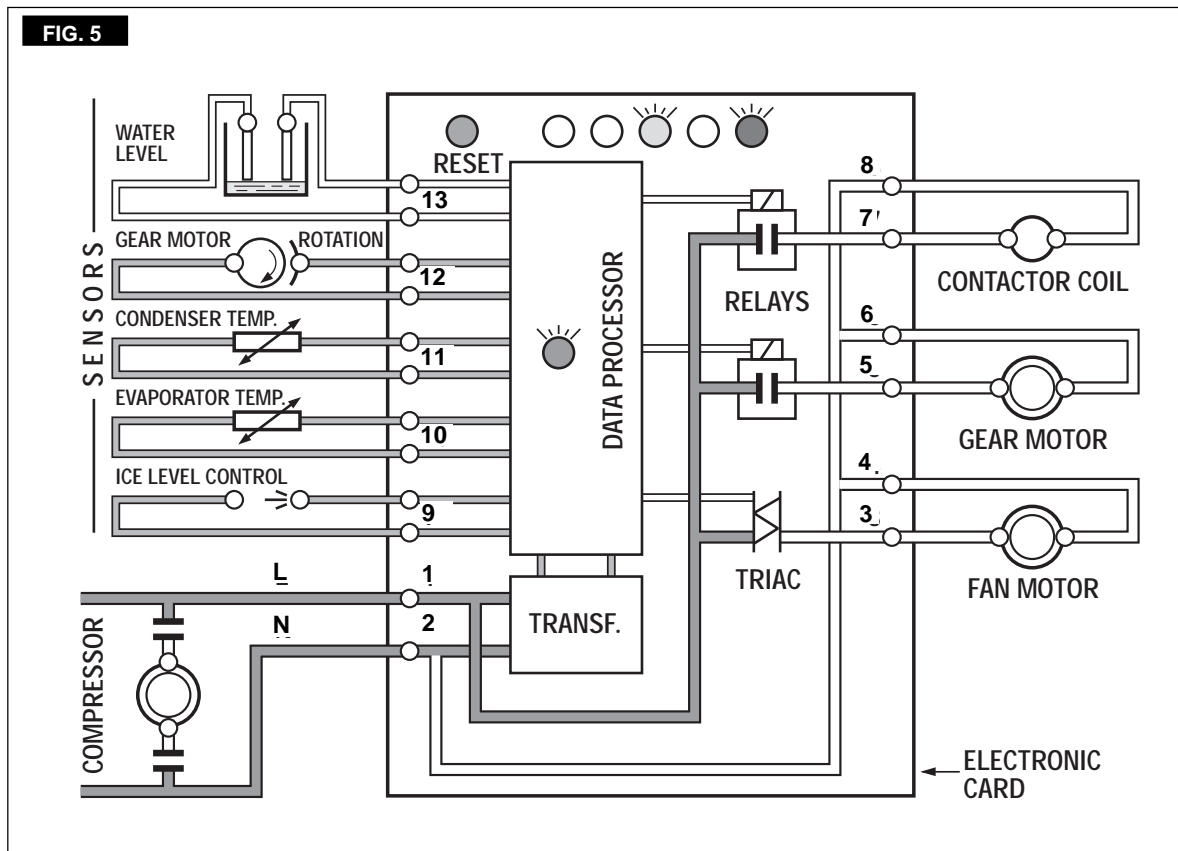 FIG. 5
WATER
LEVEL
RESET
13
GEAR MOTOR
ROTATION
12
CONDENSER TEMP.
11
EVAPORATOR TEMP.
10
ICE LEVEL CONTROL
9
SENSORS
L
1
N
2
COMPRESSOR
DATA PROCESSOR
TRANSF.
RELAYS
TRIAC
8
7
CONTACTOR COIL
6
5
GEAR MOTOR
4
3
FAN MOTOR
ELECTRONIC
CARD